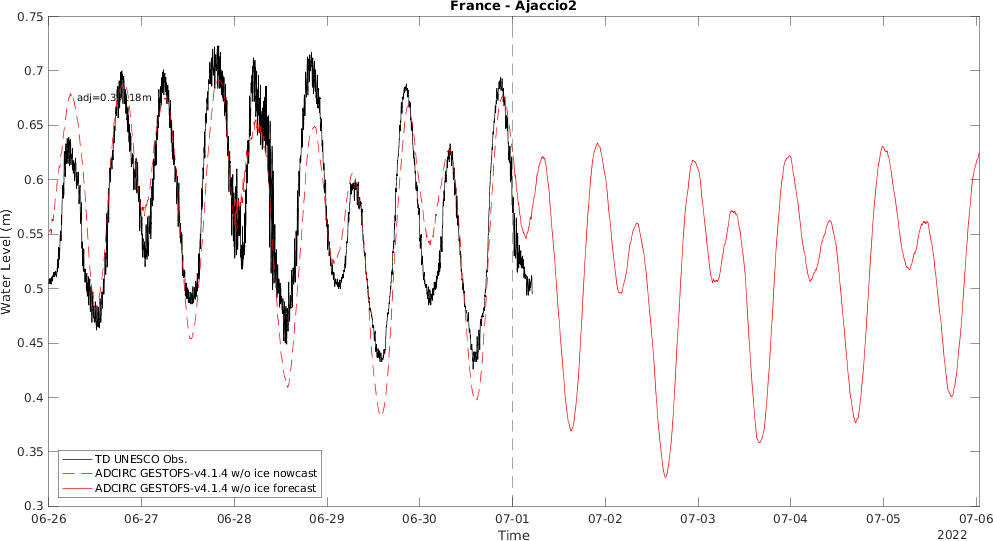 France - Ajaccio2
0.75
0.7
0.65
0.6
0.55
0.5
0.45
0.4
0.35
0.3
Water Level (m)
TD UNESCO Obs.
ADCIRC GESTOFS-v4.1.4 w/o ice nowcast
ADCIRC GESTOFS-v4.1.4 w/o ice forecast
06-26 06-27 06-28 06-29 06-30 07-01 07-02 07-03 07-04 07-05 07-06
Time
2022